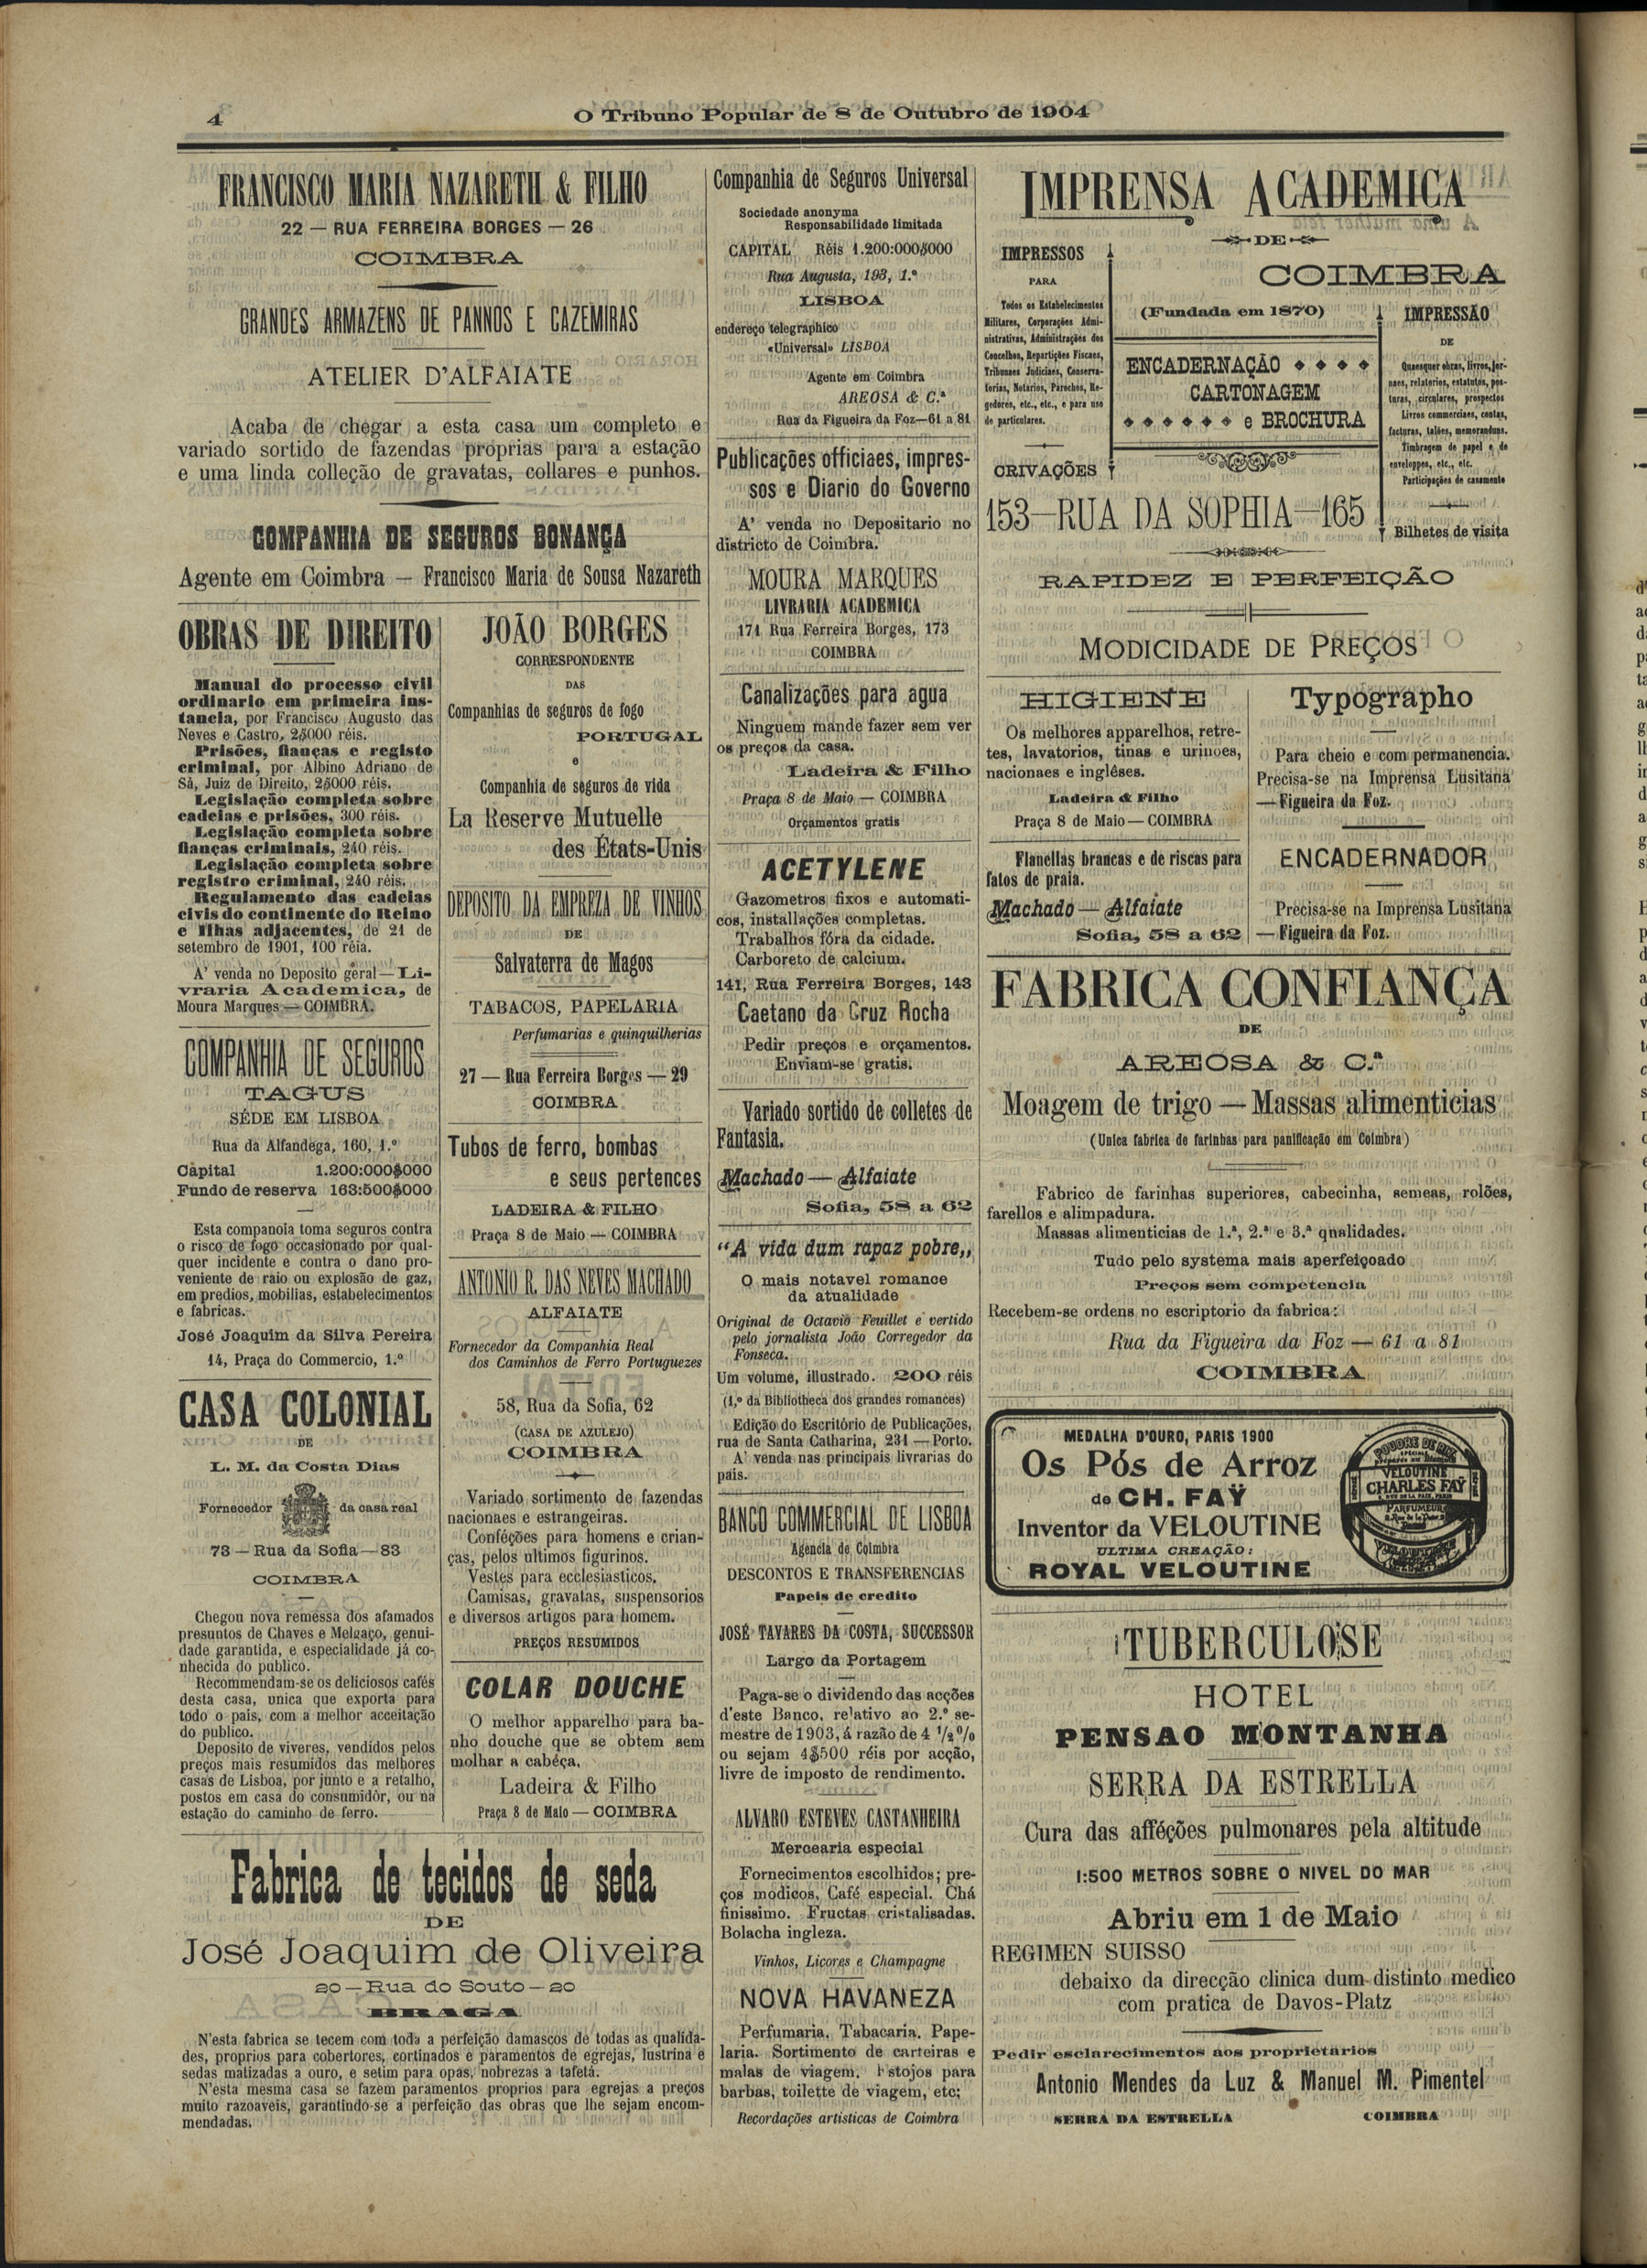 4
O Tribuno Popular de 8 de Outubro de 1904
FRANCISCO MARIA NAZARETH & FILHO
22 — RUA FERREIRA BORGES — 26
COIMBRA
GRANDES ARMAZENS DE PANNOS E CAZEMIRAS
ATELIER D'ALFAIATE
Acaba de chegar a esta casa um completo e
variado sortido de fazendas proprias para a estação
e uma linda colleção de gravatas, collares e punhos.
COMPANHIA DE SEGUROS BONANÇA
Agente em Coimbra — Francisco Maria de Sousa Nazareth
OBRAS DE DIREITO
Manual do processo civil
ordinario em primeira ins-
tancia, por Francisco Augusto das
Neves e Castro, 2$000 réis.
Prisões, fianças e registo
criminal, por Albino Adriano de
Sá, Juiz de Direito, 2$000 réis.
Legislação completa sobre
cadeias e prisões, 300 réis.
Legislação completa sobre
fianças criminais, 240 réis.
Legislação completa sobre
registro criminal, 240 réis.
Regulamento das cadeias
civis do continente do Reino
e Ilhas adjacentes, de 21 de
setembro de 1901, 100 réia.
A' venda no Deposito geral — Li-
vraria Academica, de
Moura Marques — COIMBRA.
COMPANHIA DE SEGUROS
TAGUS
SÉDE EM LISBOA
Rua da Alfandega, 160, 1.º
Capital 1.200:000$000
Fundo de reserva 163:500$000
Esta companoia toma seguros contra
o risco de fogo occasionado por qual-
quer incidente e contra o dano pro-
veniente de raio ou explosão de gaz,
em predios, mobilias, estabelecimentos
e fabricas.
José Joaquim da Silva Pereira
14, Praça do Commercio, 1.º
CASA COLONIAL
DE
L. M. da Costa Dias
Fornecedor da casa real
73 — Rua da Sofia — 83
COIMBRA
Chegou nova remessa dos afamados
presuntos de Chaves e Melgaço, genui-
dade garantida, e especialidade já co-
nhecida do publico.
Recommendam-se os deliciosos cafés
desta casa, unica que exporta para
todo o pais, com a melhor acceitação
do publico.
Deposito de viveres, vendidos pelos
preços mais resumidos das melhores
casas de Lisboa, por junto e a retalho,
postos em casa do consumidôr, ou na
estação do caminho de ferro.
JOÃO BORGES
CORRESPONDENTE
DAS
Companhias de seguros de fogo
PORTUGAL
e
Companhia de seguros de vida
La Reserve Mutuelle
des États-Unis
DEPOSITO DA EMPREZA DE VINHOS
DE
Salvaterra de Magos
TABACOS, PAPELARIA
Perfumarias e quinquilherias
27 — Rua Ferreira Borges — 29
COIMBRA
Tubos de ferro, bombas
e seus pertences
LADEIRA & FILHO
Praça 8 de Maio — COIMBRA
ANTONIO R. DAS NEVES MACHADO
ALFAIATE
Fornecedor da Companhia Real
dos Caminhos de Ferro Portuguezes
58, Rua da Sofia, 62
(CASA DE AZULEJO)
COIMBRA
Variado sortimento de fazendas
nacionaes e estrangeiras.
Conféções para homens e crian-
ças, pelos ultimos figurinos.
Vestes para ecclesiasticos.
Camisas, gravatas, suspensorios
e diversos artigos para homem.
PREÇOS RESUMIDOS
COLAR DOUCHE
O melhor apparelho para ba-
nho douche que se obtem sem
molhar a cabéça.
Ladeira & Filho
Praça 8 de Maio — COIMBRA
Fabrica de tecidos de seda
DE
José Joaquim de Oliveira
20 — Rua do Souto — 20
BRAGA
N'esta fabrica se tecem com toda a perfeição damascos de todas as qualida-
des, proprios para cobertores, cortinados e paramentos de egrejas, lustrina e
sedas matizadas a ouro, e setim para opas, nobrezas a tafetá.
N'esta mesma casa se fazem paramentos proprios para egrejas a preços
muito razoaveis, garantindo-se a perfeição das obras que lhe sejam encom-
mendadas.
Companhia de Seguros Universal
Sociedade anonyma
Responsabilidade limitada
CAPITAL Réis 1.200:000$000
Rua Augusta, 193, 1.º
LISBOA
endereço telegraphico
«Universal» LISBOA
Agente em Coimbra
AREOSA & C.ª
Rua da Figueira da Foz—61 a 81
Publicações officiaes, impres-
sos e Diario do Governo
A' venda no Depositario no
districto de Coimbra.
MOURA MARQUES
LIVRARIA ACADEMICA
171 Rua Ferreira Borges, 173
COIMBRA
Canalizações para agua
Ninguem mande fazer sem ver
os preços da casa.
Ladeira & Filho
Praça 8 de Maio — COIMBRA
Orçamentos gratis
ACETYLENE
Gazometros fixos e automati-
cos, installações completas.
Trabalhos fóra da cidade.
Carboreto de calcium.
141, Rua Ferreira Borges, 143
Caetano da Cruz Rocha
Pedir preços e orçamentos.
Enviam-se gratis.
Variado sortido de colletes de
Fantasia.
Machado — Alfaiate
Sofia, 58 a 62
"A vida dum rapaz pobre,,
O mais notavel romance
da atualidade
Original de Octavio Feuillet e vertido
pelo jornalista João Corregedor da
Fonseca.
Um volume, illustrado. 200 réis
(1.º da Bibliotheca dos grandes romances)
Edição do Escritório de Publicações,
rua de Santa Catharina, 231 — Porto.
A' venda nas principais livrarias do
pais.
BANCO COMMERCIAL DE LISBOA
Agencia de Coimbra
DESCONTOS E TRANSFERENCIAS
Papeis de credito
JOSÉ TAVARES DA COSTA, SUCCESSOR
Largo da Portagem
Paga-se o dividendo das acções
d'este Banco, relativo ao 2.º se-
mestre de 1903, á razão de 4 1/2 %
ou sejam 4$500 réis por acção,
livre de imposto de rendimento.
ALVARO ESTEVES CASTANHEIRA
Mercearia especial
Fornecimentos escolhidos; pre-
ços modicos, Café especial. Chá
finissimo. Fructas cristalisadas.
Bolacha ingleza.
Vinhos, Licores e Champagne
NOVA HAVANEZA
Perfumaria, Tabacaria, Pape-
laria. Sortimento de carteiras e
malas de viagem. Estojos para
barbas, toilette de viagem, etc;
Recordações artisticas de Coimbra
IMPRENSA ACADEMICA
DE
COIMBRA
(Fundada em 1870)
IMPRESSOS
PARA
Todos os Estabelecimentos
Militares, Corporações Admi-
nistrativas, Administrações dos
Concelhos, Repartições Fiscaes,
Tribunaes Judiciaes, Conserva-
torias, Notarios, Parochos, Re-
gedores, etc., etc., e para uso
de particulares.
CRIVAÇÕES
ENCADERNAÇÃO
CARTONAGEM
e BROCHURA
IMPRESSÃO
DE
Quaesquer obras, livros, jor-
naes, relatorios, estatutos, pos-
turas, circulares, prospectos
Livros commerciaes, contas,
facturas, talões, memoranduns.
Timbragem de papel e de
enveloppes, etc., etc.
Participações de casamento
Bilhetes de visita
153—RUA DA SOPHIA—165
RAPIDEZ E PERFEIÇÃO
MODICIDADE DE PREÇOS
HIGIENE
Os melhores apparelhos, retre-
tes, lavatorios, tinas e urinoes,
nacionaes e inglêses.
Ladeira & Filho
Praça 8 de Maio — COIMBRA
Flanellas brancas e de riscas para
fatos de praia.
Machado — Alfaiate
Sofia, 58 a 62
Typographo
Para cheio e com permanencia.
Precisa-se na Imprensa Lusitana
— Figueira da Foz.
ENCADERNADOR
Precisa-se na Imprensa Lusitana
— Figueira da Foz.
FABRICA CONFIANÇA
DE
AREOSA & C.ª
Moagem de trigo — Massas alimenticias
(Unica fabrica de farinhas para panificação em Coimbra)
Fabrico de farinhas superiores, cabecinha, semeas, rolões,
farellos e alimpadura.
Massas alimenticias de 1.ª, 2.ª e 3.ª qnalidades.
Tudo pelo systema mais aperfeiçoado
Preços sem competencia
Recebem-se ordens no escriptorio da fabrica:
Rua da Figueira da Foz — 61 a 81
COIMBRA
MEDALHA D'OURO, PARIS 1900
Os Pós de Arroz
de CH. FAŸ
Inventor da VELOUTINE
ULTIMA CREAÇÃO:
ROYAL VELOUTINE
POUDRE DE RIZ
VELOUTINE
CHARLES FAŸ
PARFUMEUR
TUBERCULOSE
HOTEL
PENSAO MONTANHA
SERRA DA ESTRELLA
Cura das afféções pulmonares pela altitude
1:500 METROS SOBRE O NIVEL DO MAR
Abriu em 1 de Maio
REGIMEN SUISSO
debaixo da direcção clinica dum distinto medico
com pratica de Davos-Platz
Pedir esclarecimentos aos proprietarios
Antonio Mendes da Luz & Manuel M. Pimentel
SERRA DA ESTRELLA COIMBRA